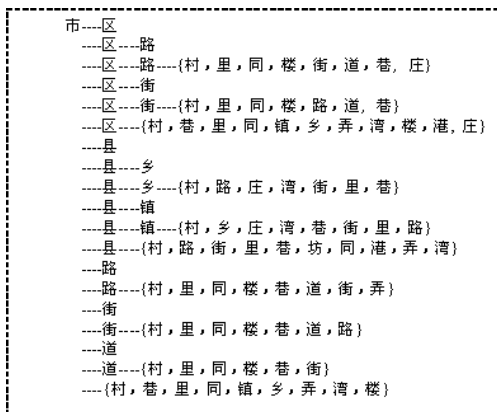 市----区
----区----路
----区----路----{村，里，同，楼，街，道，巷，庄}
----区----街
----区----街----{村，里，同，楼，路，道，巷}
----区----{村，巷，里，同，镇，乡，弄，湾，楼，港，庄}
----县
----县----乡
----县----乡----{村，路，庄，湾，街，里，巷}
----县----镇
----县----镇----{村，乡，庄，湾，巷，街，里，路}
----县----{村，路，街，里，巷，坊，同，港，弄，湾}
----路
----路----{村，里，同，楼，巷，道，街，弄}
----街
----街----{村，里，同，楼，巷，道，路}
----道
----道----{村，里，同，楼，巷，街}
----{村，巷，里，同，镇，乡，弄，湾，楼}